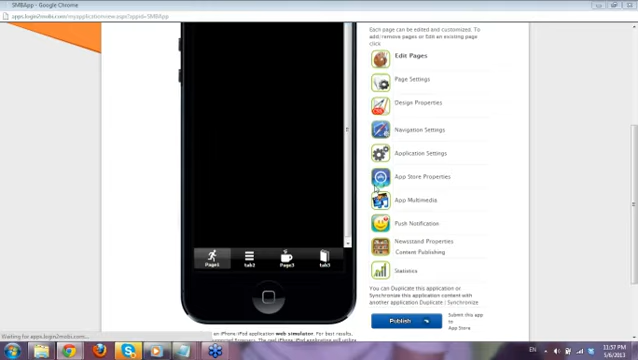 SMBApp - Google Chrome
apps.login2mobi.com/myapplicationview.aspx?appid=SMBApp
Each page can be edited and customized. To
add/remove pages or Edit an existing page
click
Edit Pages
Page Settings
Design Properties
Navigation Settings
Application Settings
App Store Properties
App Multimedia
Push Notification
Newsstand Properties
Content Publishing
Statistics
Page1
tab2
Page3
tab5
You can Duplicate this application or
Synchronize this application content with
another application Duplicate / Synchronize
Publish
Submit this app
to
App Store
an iPhone/iPod application web simulator. For best results,
Waiting for apps.login2mobi.com...
EN
11:57 PM
5/6/2013